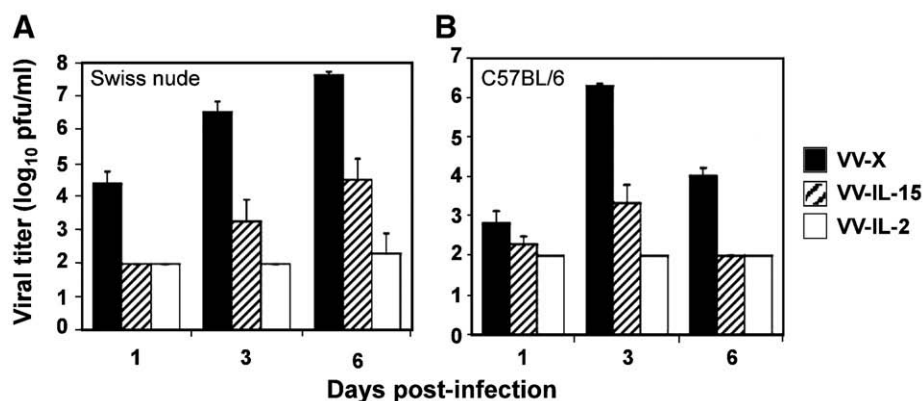 A
B
Viral titer (log10 pfu/ml)
8
7
6
5
4
3
2
1
0
Swiss nude
1 3 6
7
6
5
4
3
2
1
0
C57BL/6
1 3 6
Days post-infection
VV-X
VV-IL-15
VV-IL-2